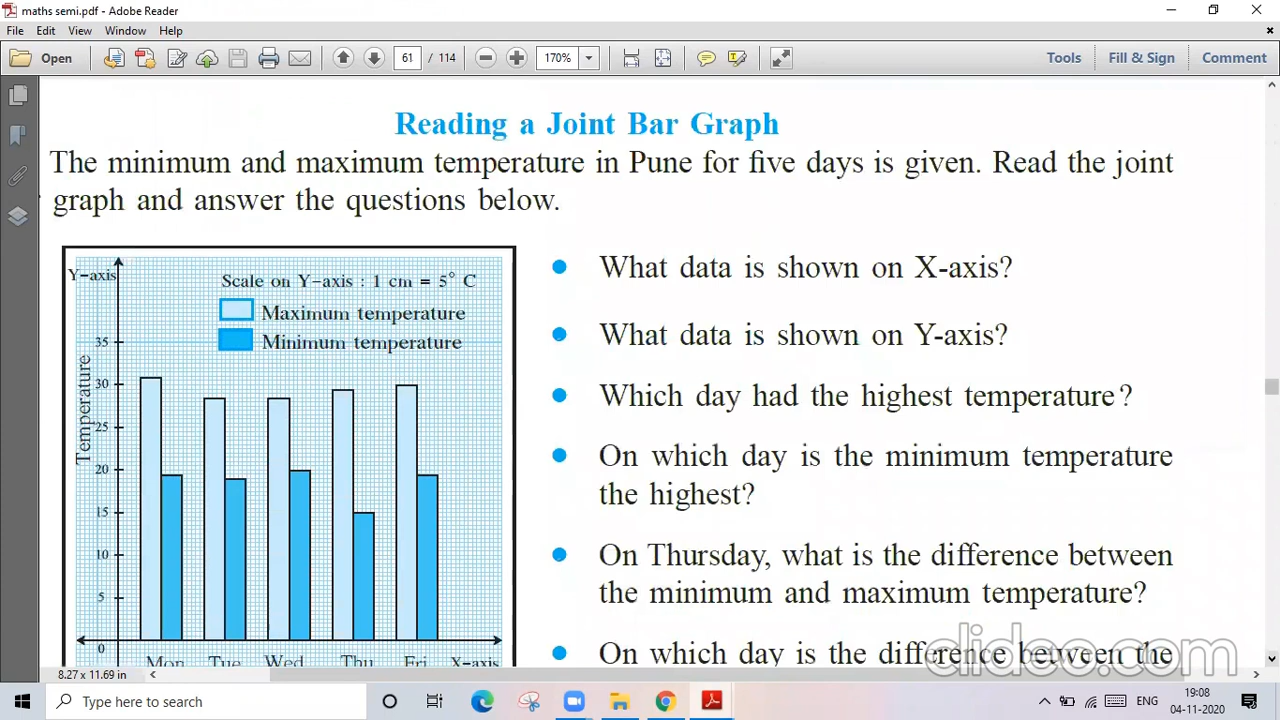 maths semi.pdf - Adobe Reader
File Edit View Window Help
Open 61 / 114 170% Tools Fill & Sign Comment
Reading a Joint Bar Graph
The minimum and maximum temperature in Pune for five days is given. Read the joint
graph and answer the questions below.
Y-axis
Scale on Y-axis : 1 cm = 5° C
Maximum temperature
Minimum temperature
Temperature
35
30
25
20
15
10
5
0
Mon Tue Wed Thu Fri X-axis
What data is shown on X-axis?
What data is shown on Y-axis?
Which day had the highest temperature?
On which day is the minimum temperature
the highest?
On Thursday, what is the difference between
the minimum and maximum temperature?
On which day is the difference between the
clideo.com
8.27 x 11.69 in
Type here to search
19:08
04-11-2020